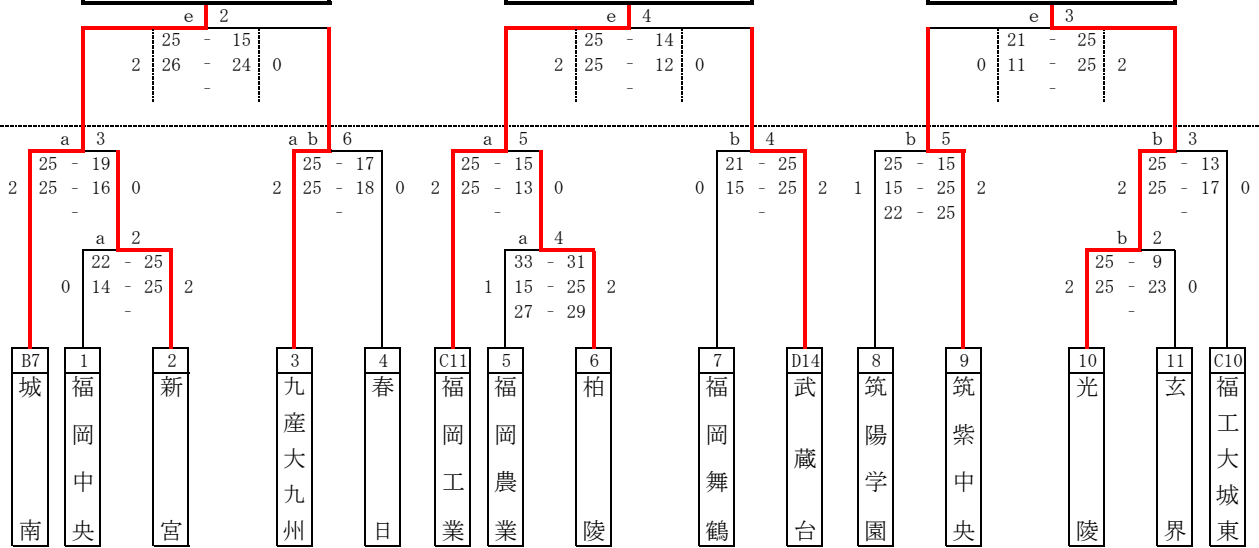 e 2
e 4
e 3
25 - 15
25 - 14
21 - 25
2 26 - 24 0
2 25 - 12 0
0 11 - 25 2
-
-
-
a 3
a b 6
a 5
b 4
b 5
b 3
25 - 19
25 - 17
25 - 15
21 - 25
25 - 15
25 - 13
2 25 - 16 0
2 25 - 18 0
2 25 - 13 0
0 15 - 25 2
1 15 - 25 2
2 25 - 17 0
-
-
-
-
22 - 25
-
a 2
a 4
b 2
22 - 25
33 - 31
25 - 9
0 14 - 25 2
1 15 - 25 2
2 25 - 23 0
-
27 - 29
-
B7
1
2
3
4
C11
5
6
7
D14
8
9
10
11
C10
城南
福岡中央
新宮
九産大九州
春日
福岡工業
福岡農業
柏陵
福岡舞鶴
武蔵台
筑陽学園
筑紫中央
光陵
玄界
福工大城東